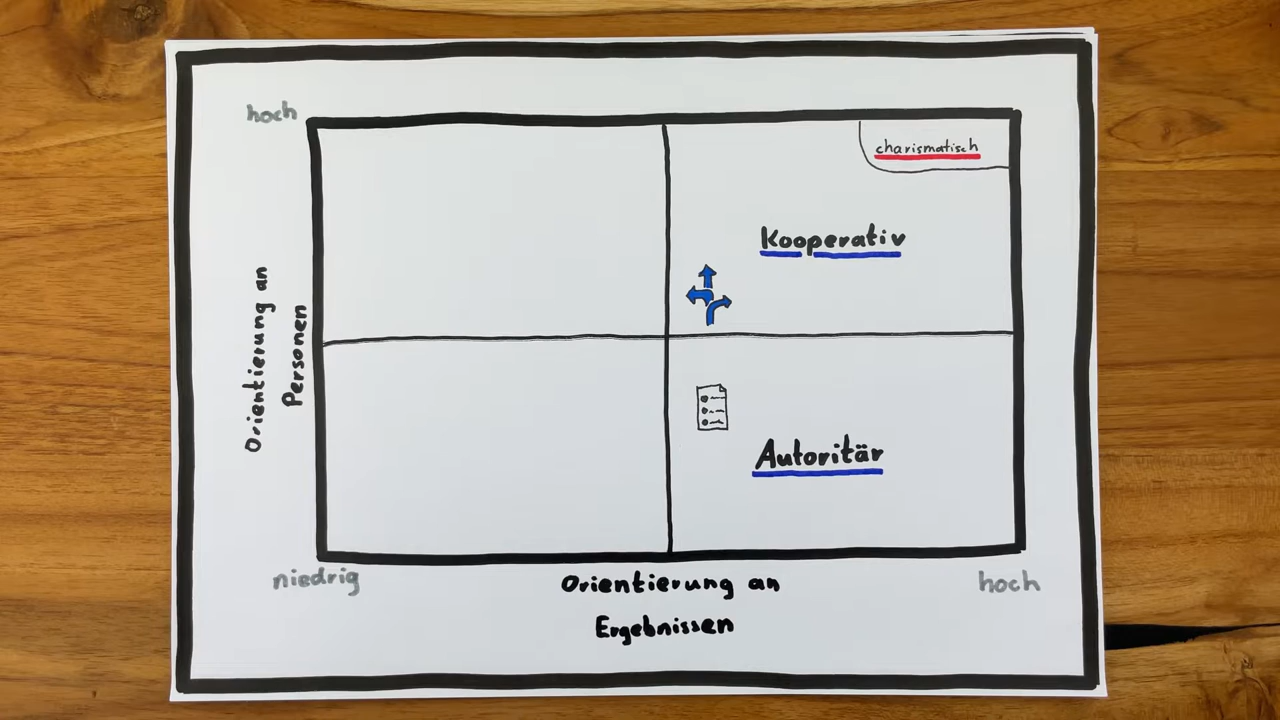 hoch
charismatisch
Kooperativ
Orientierung an
Personen
Autoritär
niedrig
Orientierung an
Ergebnissen
hoch